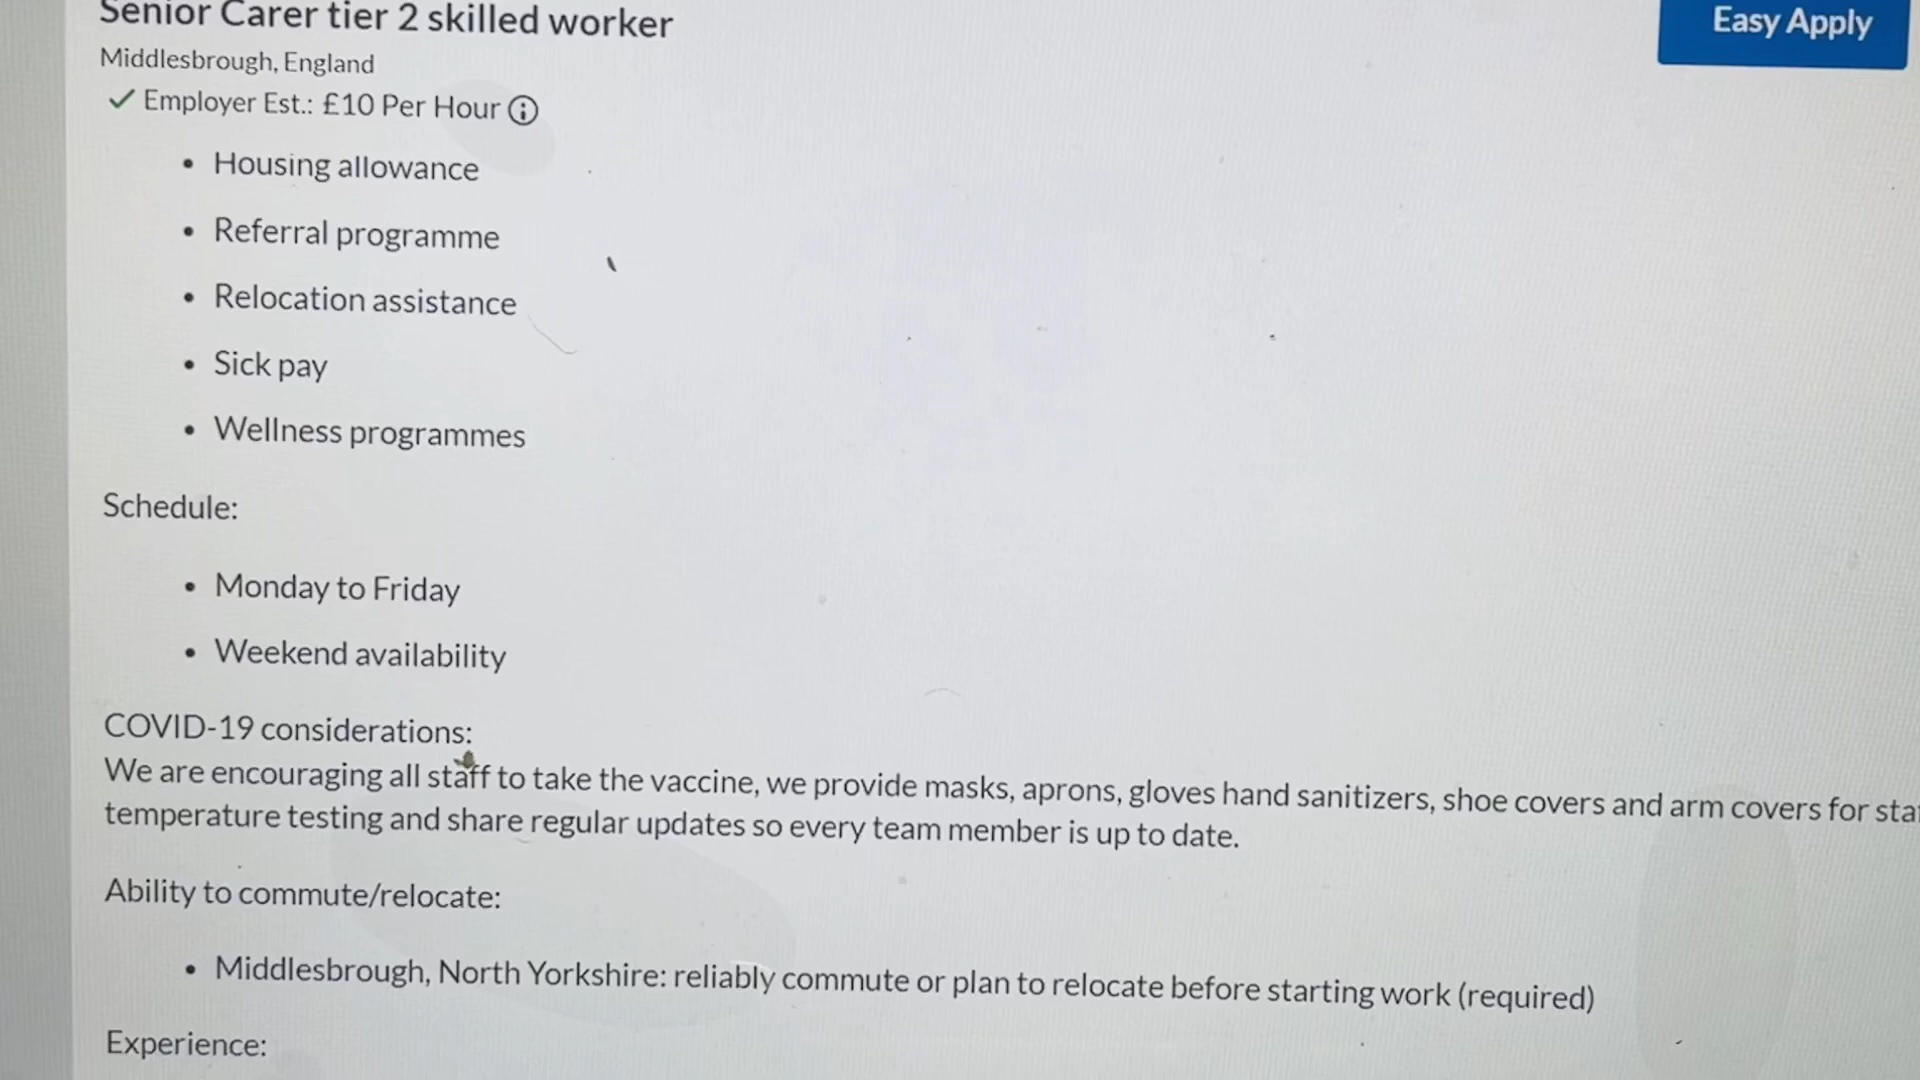 Senior Carer tier 2 skilled worker
Easy Apply
Middlesbrough, England
Employer Est.: £10 Per Hour
Housing allowance
Referral programme
Relocation assistance
Sick pay
Wellness programmes
Schedule:
Monday to Friday
Weekend availability
COVID-19 considerations:
We are encouraging all staff to take the vaccine, we provide masks, aprons, gloves hand sanitizers, shoe covers and arm covers for
temperature testing and share regular updates so every team member is up to date.
Ability to commute/relocate:
Middlesbrough, North Yorkshire: reliably commute or plan to relocate before starting work (required)
Experience: